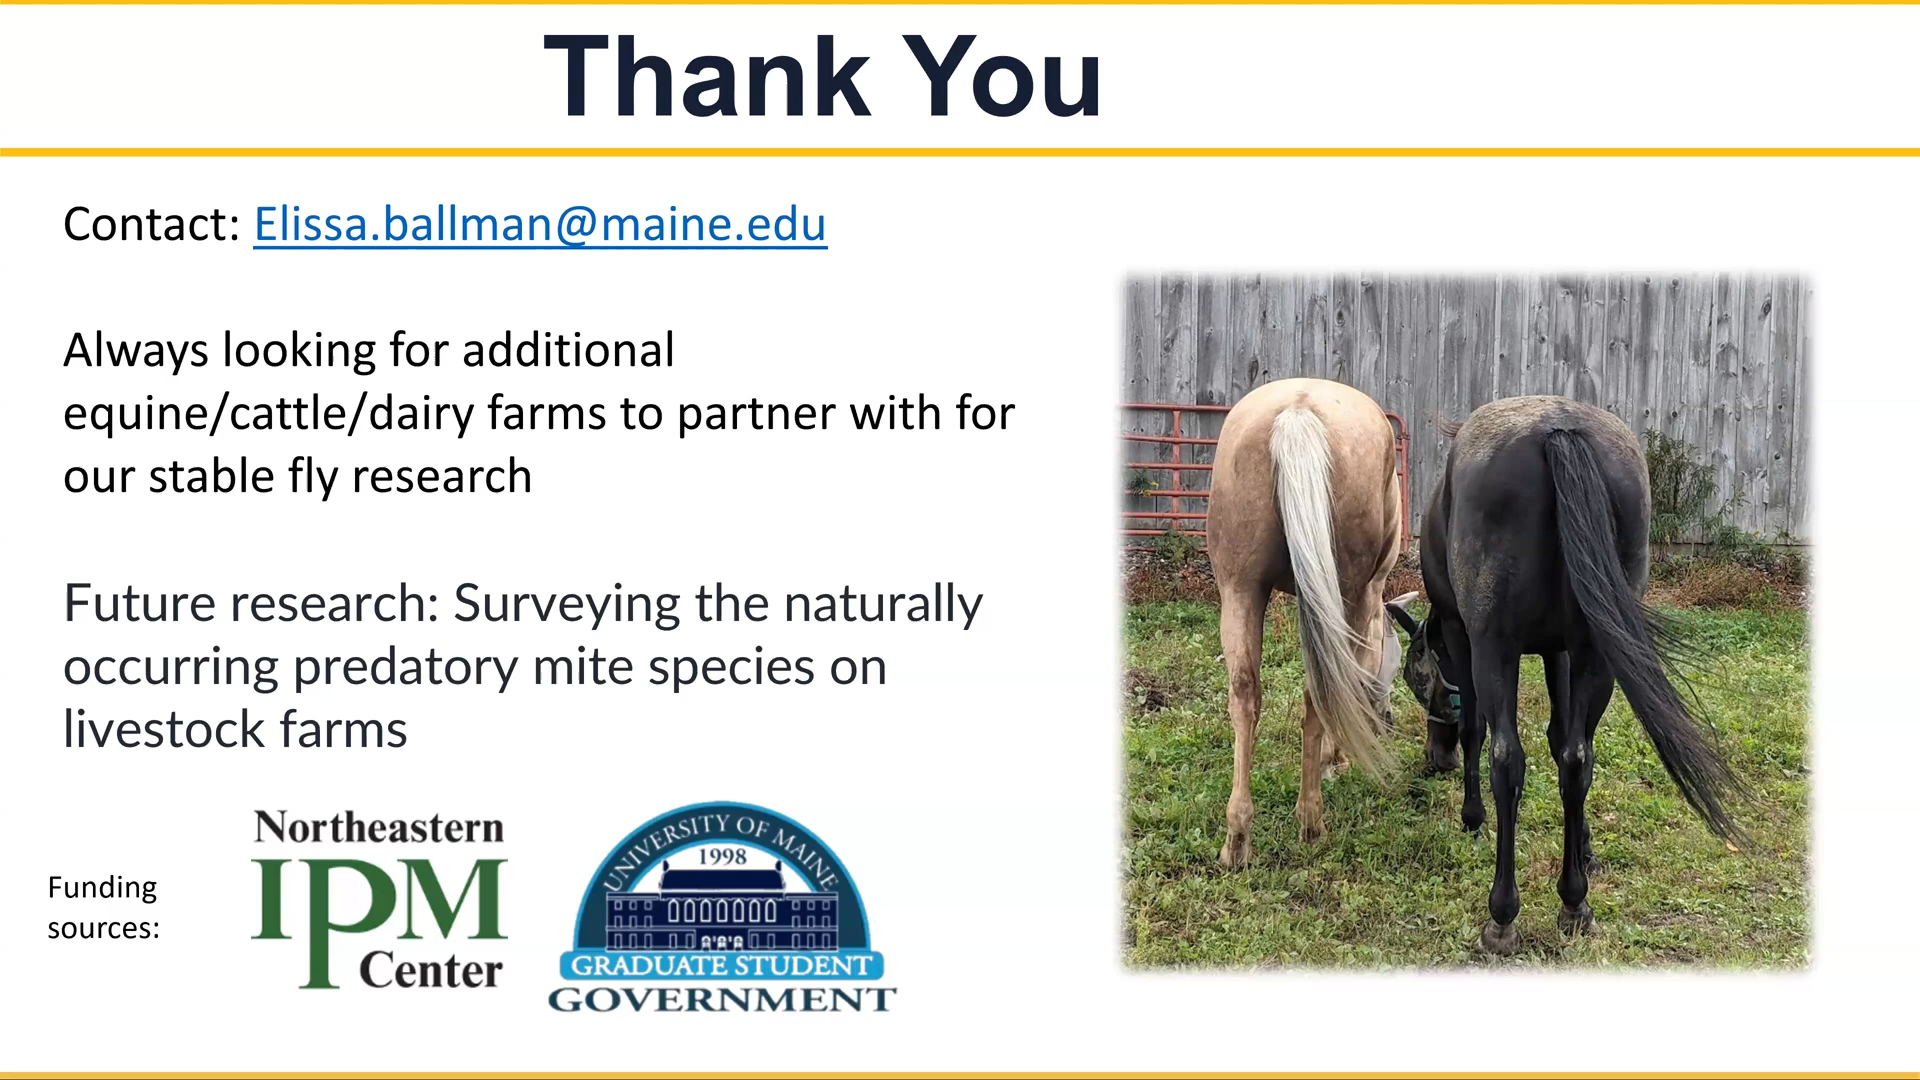 Thank You
Contact: Elissa.ballman@maine.edu
Always looking for additional
equine/cattle/dairy farms to partner with for
our stable fly research
Future research: Surveying the naturally
occurring predatory mite species on
livestock farms
Funding
sources:
Northeastern
IPM
Center
UNIVERSITY OF MAINE
1998
GRADUATE STUDENT
GOVERNMENT